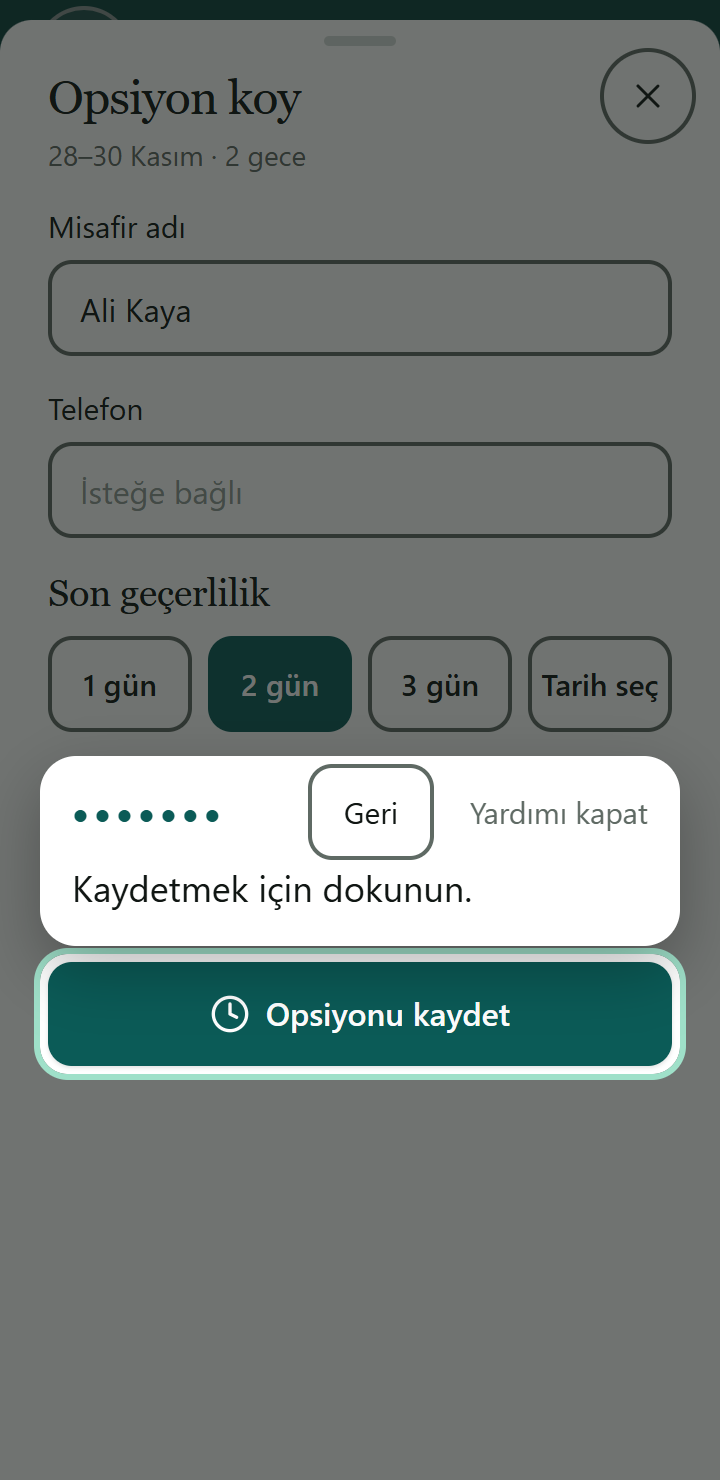 Opsiyon koy
28–30 Kasım · 2 gece
Misafir adı
Ali Kaya
Telefon
İsteğe bağlı
Son geçerlilik
1 gün 2 gün 3 gün Tarih seç
Geri Yardımı kapat
Kaydetmek için dokunun.
Opsiyonu kaydet